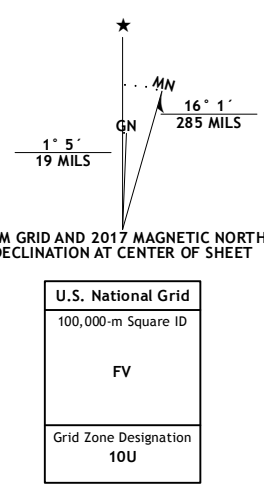 ★
MN
16° 1´
285 MILS
GN
1° 5´
19 MILS
M GRID AND 2017 MAGNETIC NORTH
DECLINATION AT CENTER OF SHEET
U.S. National Grid
100,000-m Square ID
FV
Grid Zone Designation
10U